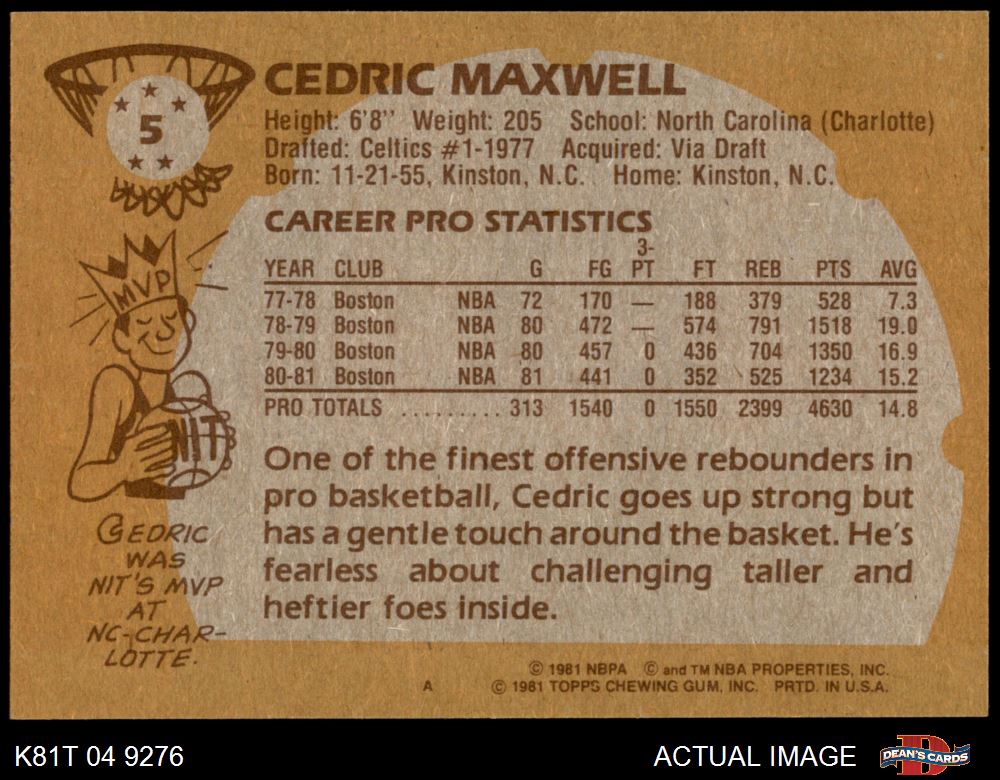 5
CEDRIC MAXWELL
Height: 6'8'' Weight: 205 School: North Carolina (Charlotte)
Drafted: Celtics #1-1977 Acquired: Via Draft
Born: 11-21-55, Kinston, N.C. Home: Kinston, N.C.
CAREER PRO STATISTICS
YEAR CLUB G FG 3-PT FT REB PTS AVG
77-78 Boston NBA 72 170 — 188 379 528 7.3
78-79 Boston NBA 80 472 — 574 791 1518 19.0
79-80 Boston NBA 80 457 0 436 704 1350 16.9
80-81 Boston NBA 81 441 0 352 525 1234 15.2
PRO TOTALS .......... 313 1540 0 1550 2399 4630 14.8
One of the finest offensive rebounders in
pro basketball, Cedric goes up strong but
has a gentle touch around the basket. He's
fearless about challenging taller and
heftier foes inside.
MVP
NIT
CEDRIC
WAS
NIT'S MVP
AT
NC-CHAR-
LOTTE.
© 1981 NBPA © and TM NBA PROPERTIES, INC.
A © 1981 TOPPS CHEWING GUM, INC. PRTD. IN U.S.A.
K81T 04 9276 ACTUAL IMAGE DEAN'S CARDS